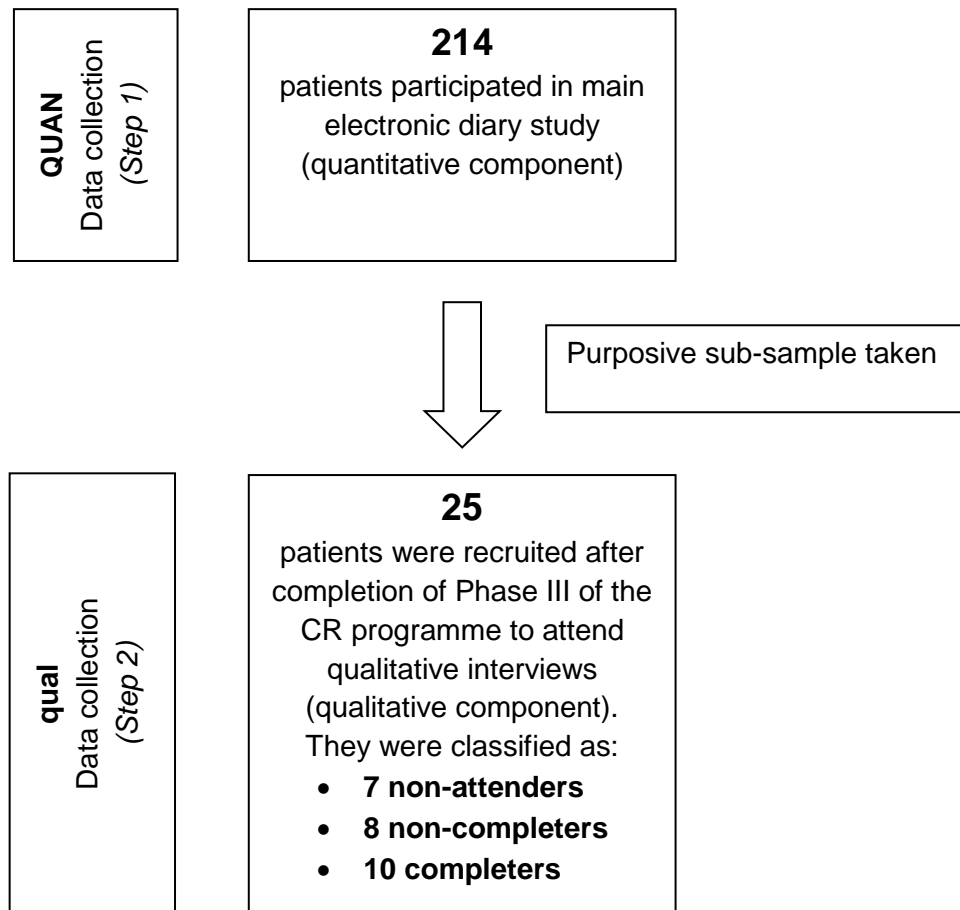 QUAN
Data collection
(Step 1)
214
patients participated in main
electronic diary study
(quantitative component)
Purposive sub-sample taken
qual
Data collection
(Step 2)
25
patients were recruited after
completion of Phase III of the
CR programme to attend
qualitative interviews
(qualitative component).
They were classified as:
• 7 non-attenders
• 8 non-completers
• 10 completers